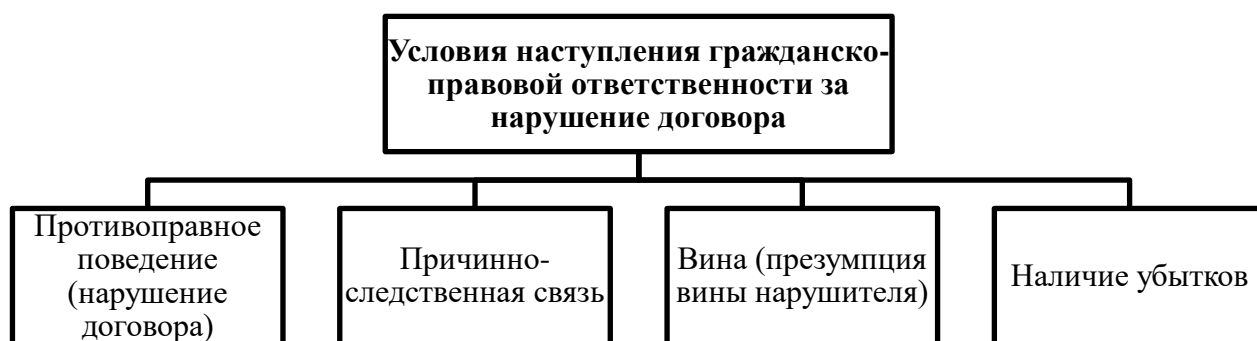 Условия наступления гражданско-
правовой ответственности за
нарушение договора
Противоправное
поведение
(нарушение
договора)
Причинно-
следственная связь
Вина (презумпция
вины нарушителя)
Наличие убытков